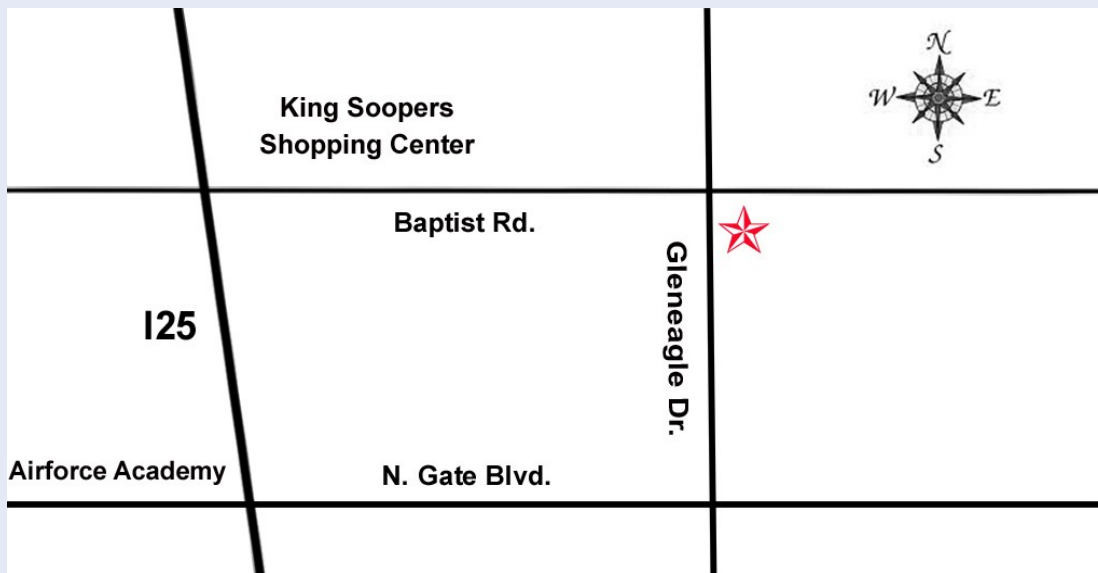 N
King Soopers
Shopping Center
W
E
S
Baptist Rd.
Gleneagle Dr.
I25
Airforce Academy
N. Gate Blvd.